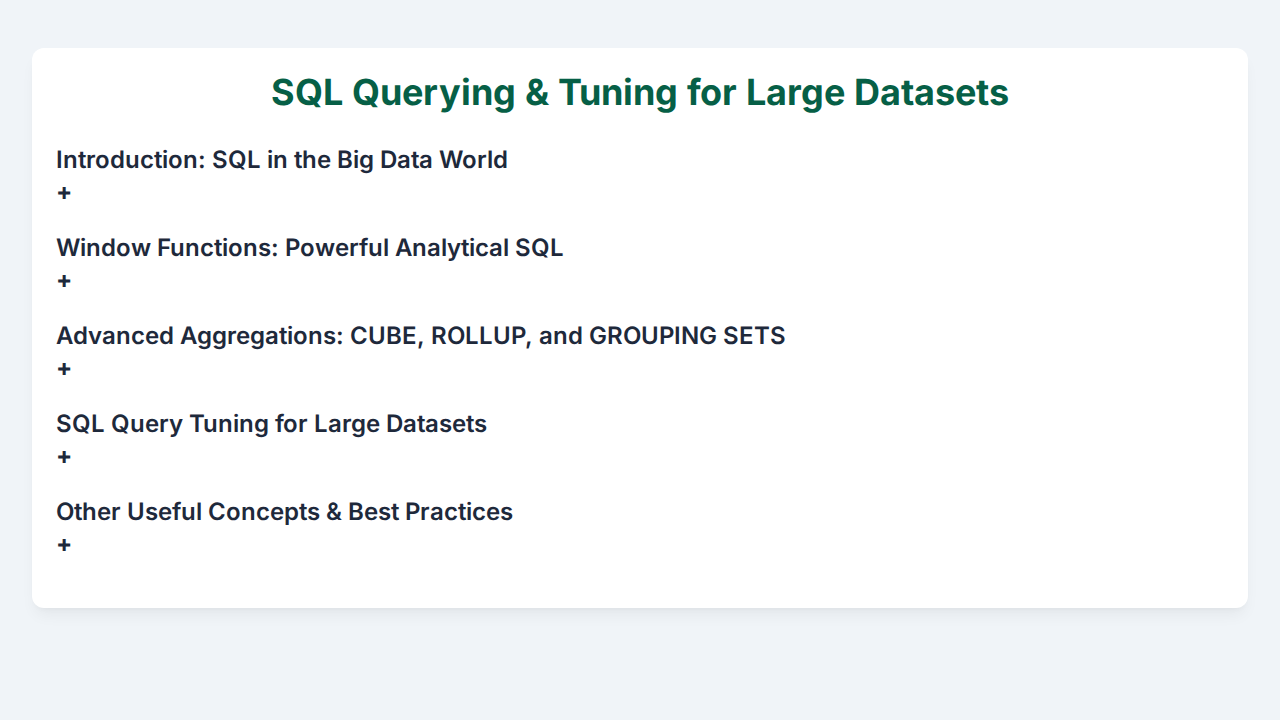 SQL Querying & Tuning for Large Datasets
Introduction: SQL in the Big Data World
+
Window Functions: Powerful Analytical SQL
+
Advanced Aggregations: CUBE, ROLLUP, and GROUPING SETS
+
SQL Query Tuning for Large Datasets
+
Other Useful Concepts & Best Practices
+